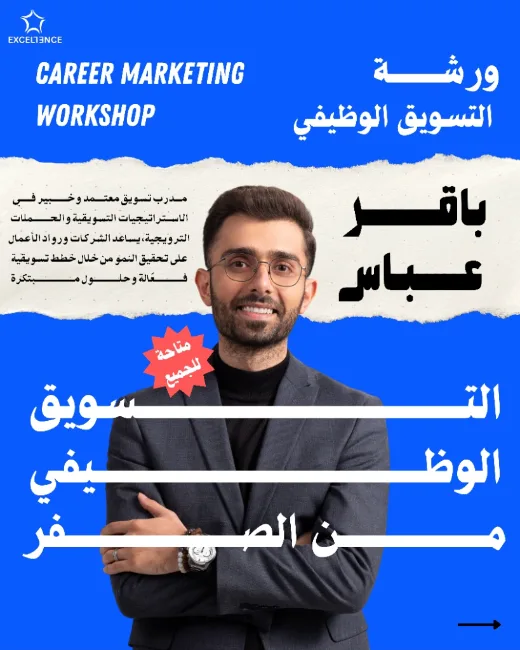 EXCELLENCE
CAREER MARKETING
WORKSHOP
ورشة
التسويق الوظيفي
باقر
عباس
مدرب تسويق معتمد وخبير في
الاستراتيجيات التسويقية والحملات
الترويجية، يساعد الشركات ورواد الأعمال
على تحقيق النمو من خلال خطط تسويقية
فعّالة وحلول مبتكرة
متاحة
للجميع
التسويق
الوظيفي
من الصفر